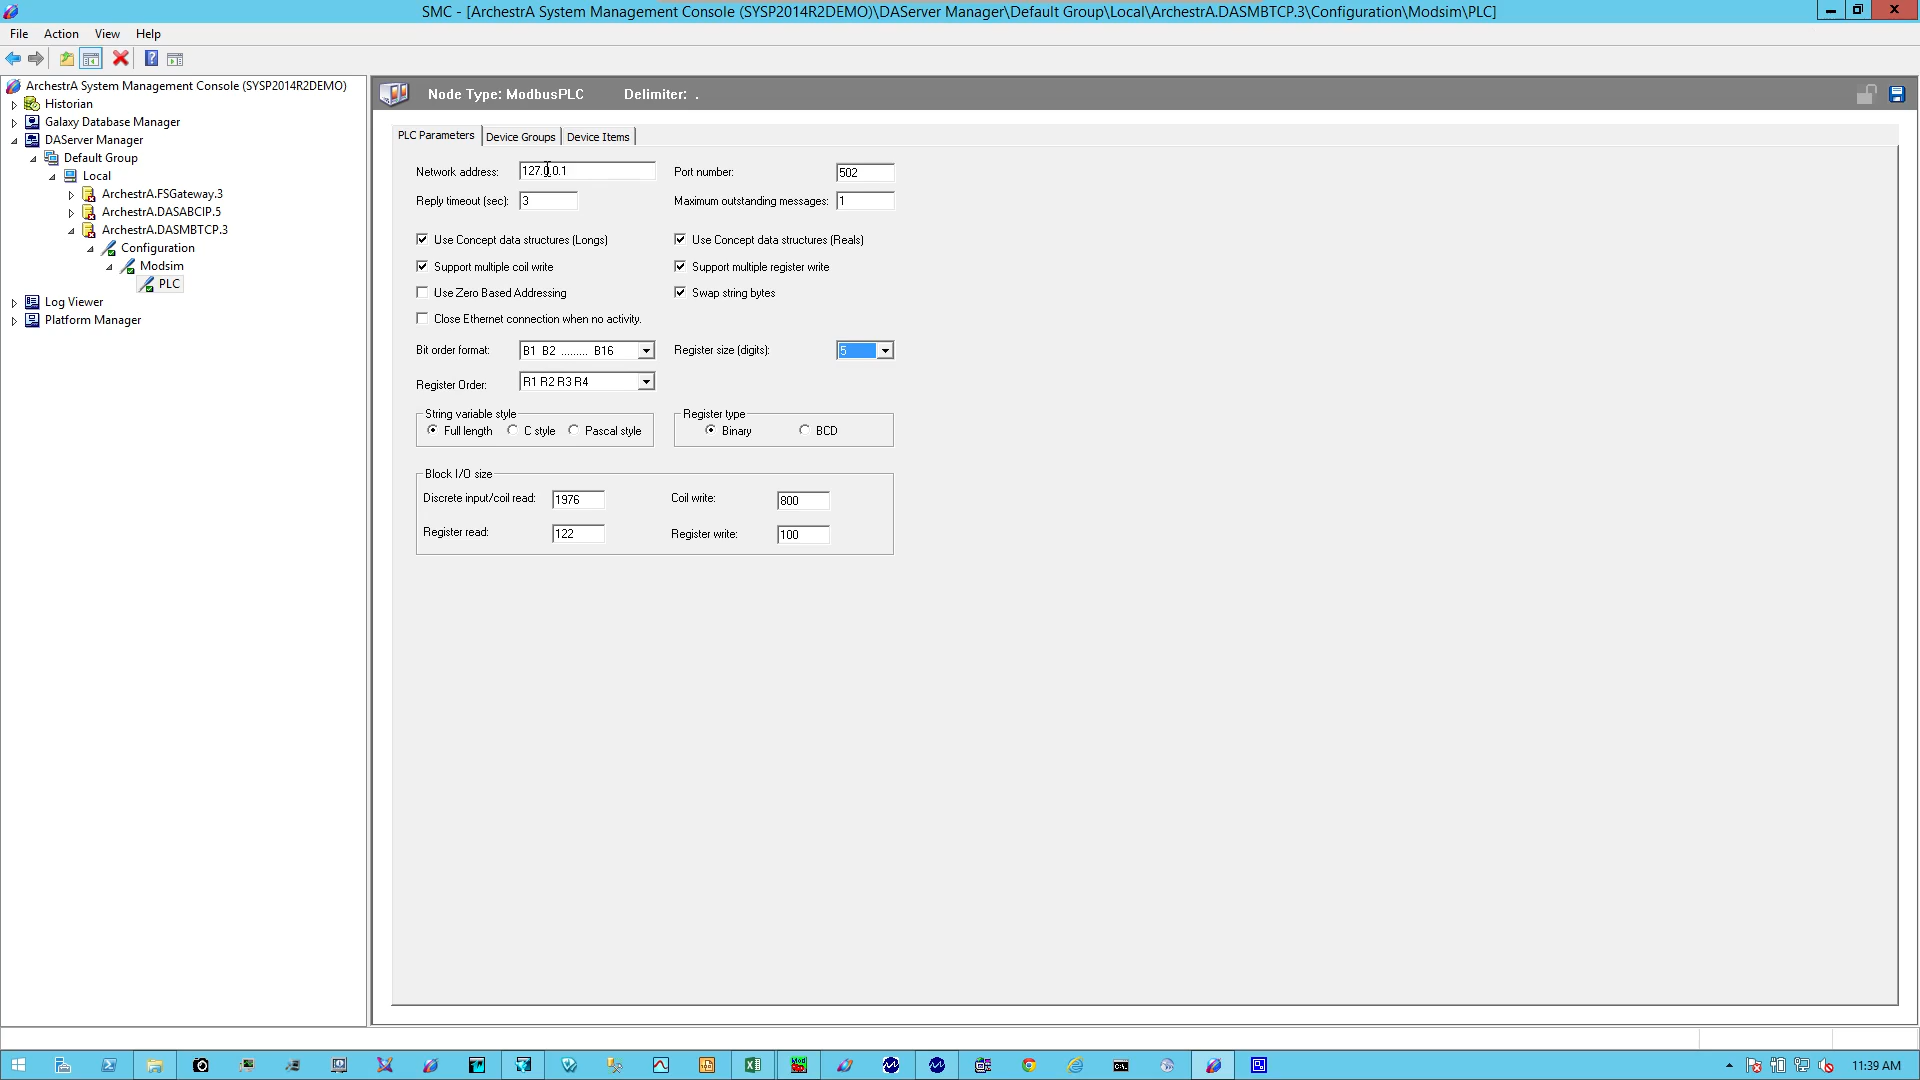 SMC - [ArchestrA System Management Console (SYSP2014R2DEMO)\DAServer Manager\Default Group\Local\ArchestrA.DASMBTCP.3\Configuration\Modsim\PLC]
File Action View Help
ArchestrA System Management Console (SYSP2014R2DEMO)
Historian
Galaxy Database Manager
DAServer Manager
Default Group
Local
ArchestrA.FSGateway.3
ArchestrA.DASABCIP.5
ArchestrA.DASMBTCP.3
Configuration
Modsim
PLC
Log Viewer
Platform Manager
Node Type: ModbusPLC Delimiter: .
PLC Parameters Device Groups Device Items
Network address: 127.0.0.1 Port number: 502
Reply timeout (sec): 3 Maximum outstanding messages: 1
Use Concept data structures (Longs) Use Concept data structures (Reals)
Support multiple coil write Support multiple register write
Use Zero Based Addressing Swap string bytes
Close Ethernet connection when no activity.
Bit order format: B1 B2 ......... B16 Register size (digits): 5
Register Order: R1 R2 R3 R4
String variable style Register type
Full length C style Pascal style Binary BCD
Block I/O size
Discrete input/coil read: 1976 Coil write: 800
Register read: 122 Register write: 100
11:39 AM